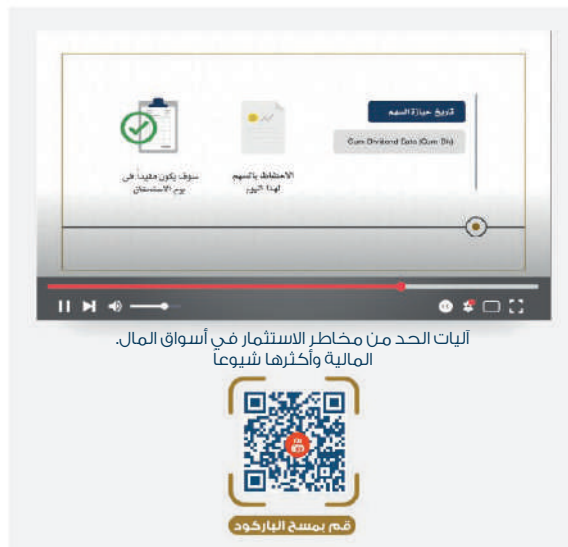 تاريخ حيازة السهم
Cum Dividend Date (Cum Div)
الاحتفاظ بالسهم
لهذا اليوم
سوف يكون مقيداً في
يوم الاستحقاق
آليات الحد من مخاطر الاستثمار في أسواق المال.
المالية وأكثرها شيوعاً
قم بمسح الباركود